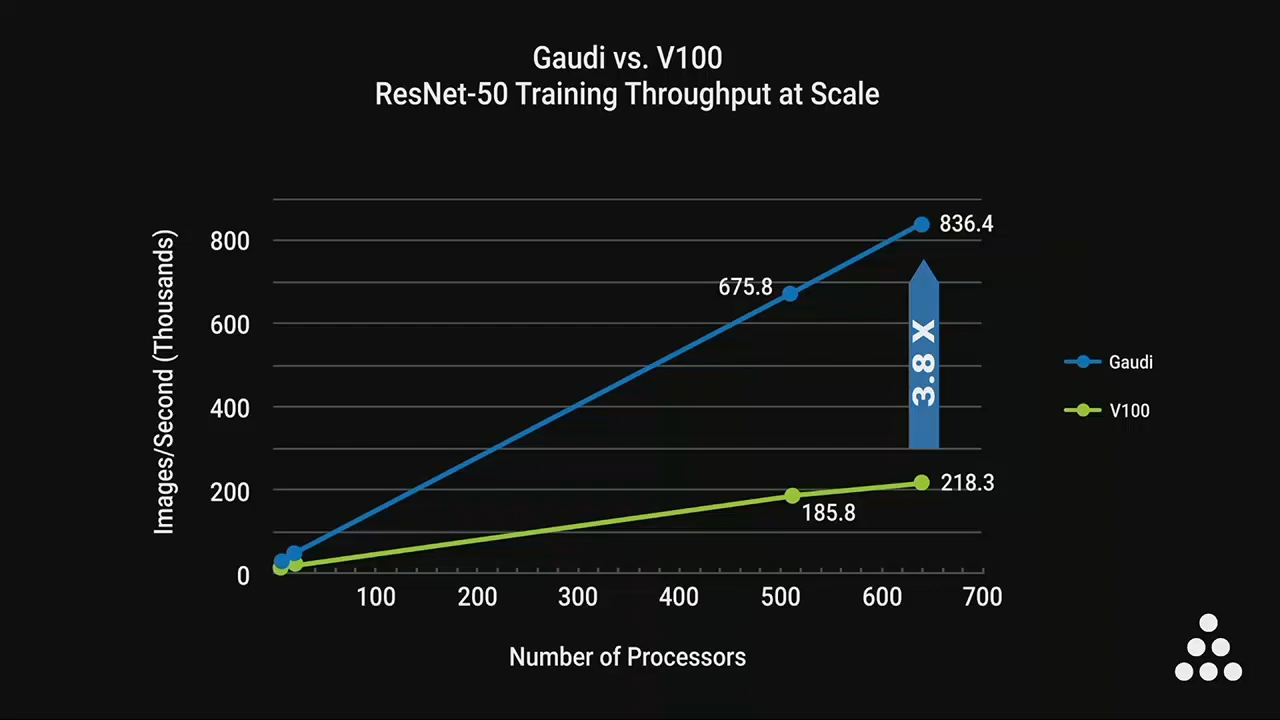 Gaudi vs. V100
ResNet-50 Training Throughput at Scale
Images/Second (Thousands)
800
600
400
200
0
836.4
675.8
3.8 X
218.3
185.8
Gaudi
V100
100 200 300 400 500 600 700
Number of Processors